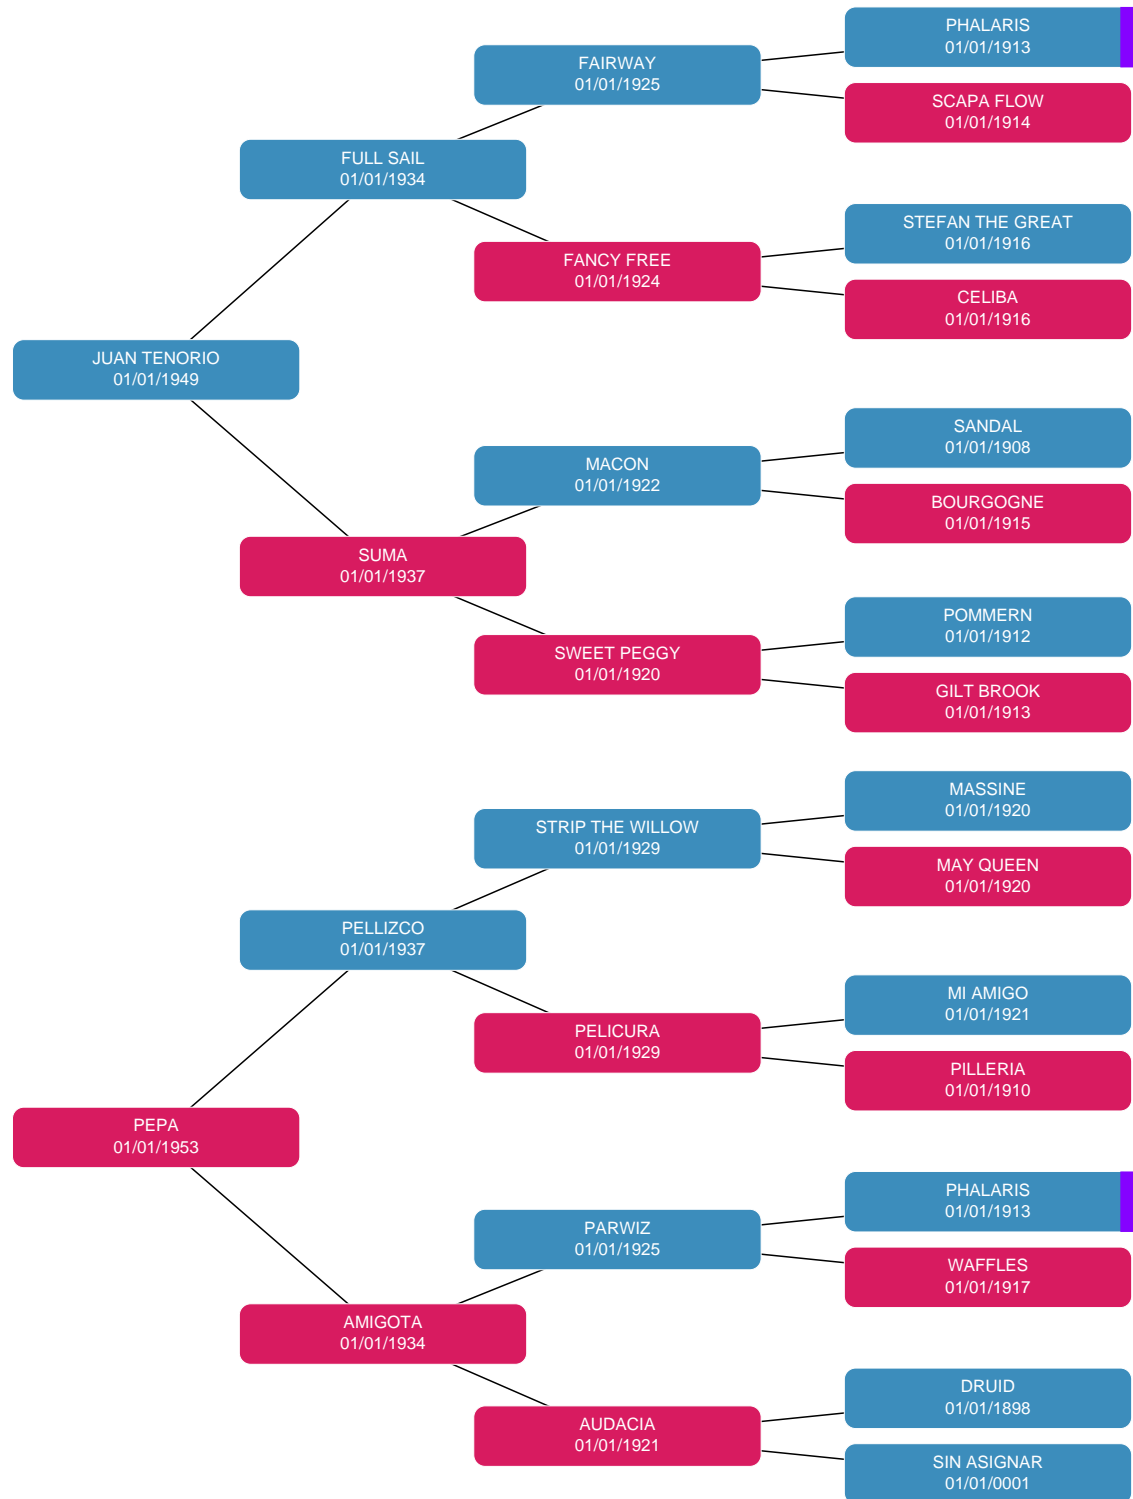 PHALARIS
01/01/1913
FAIRWAY
01/01/1925
SCAPA FLOW
01/01/1914
FULL SAIL
01/01/1934
STEFAN THE GREAT
01/01/1916
FANCY FREE
01/01/1924
CELIBA
01/01/1916
JUAN TENORIO
01/01/1949
SANDAL
01/01/1908
MACON
01/01/1922
BOURGOGNE
01/01/1915
SUMA
01/01/1937
POMMERN
01/01/1912
SWEET PEGGY
01/01/1920
GILT BROOK
01/01/1913
MASSINE
01/01/1920
STRIP THE WILLOW
01/01/1929
MAY QUEEN
01/01/1920
PELLIZCO
01/01/1937
MI AMIGO
01/01/1921
PELICURA
01/01/1929
PILLERIA
01/01/1910
PEPA
01/01/1953
PHALARIS
01/01/1913
PARWIZ
01/01/1925
WAFFLES
01/01/1917
AMIGOTA
01/01/1934
DRUID
01/01/1898
AUDACIA
01/01/1921
SIN ASIGNAR
01/01/0001